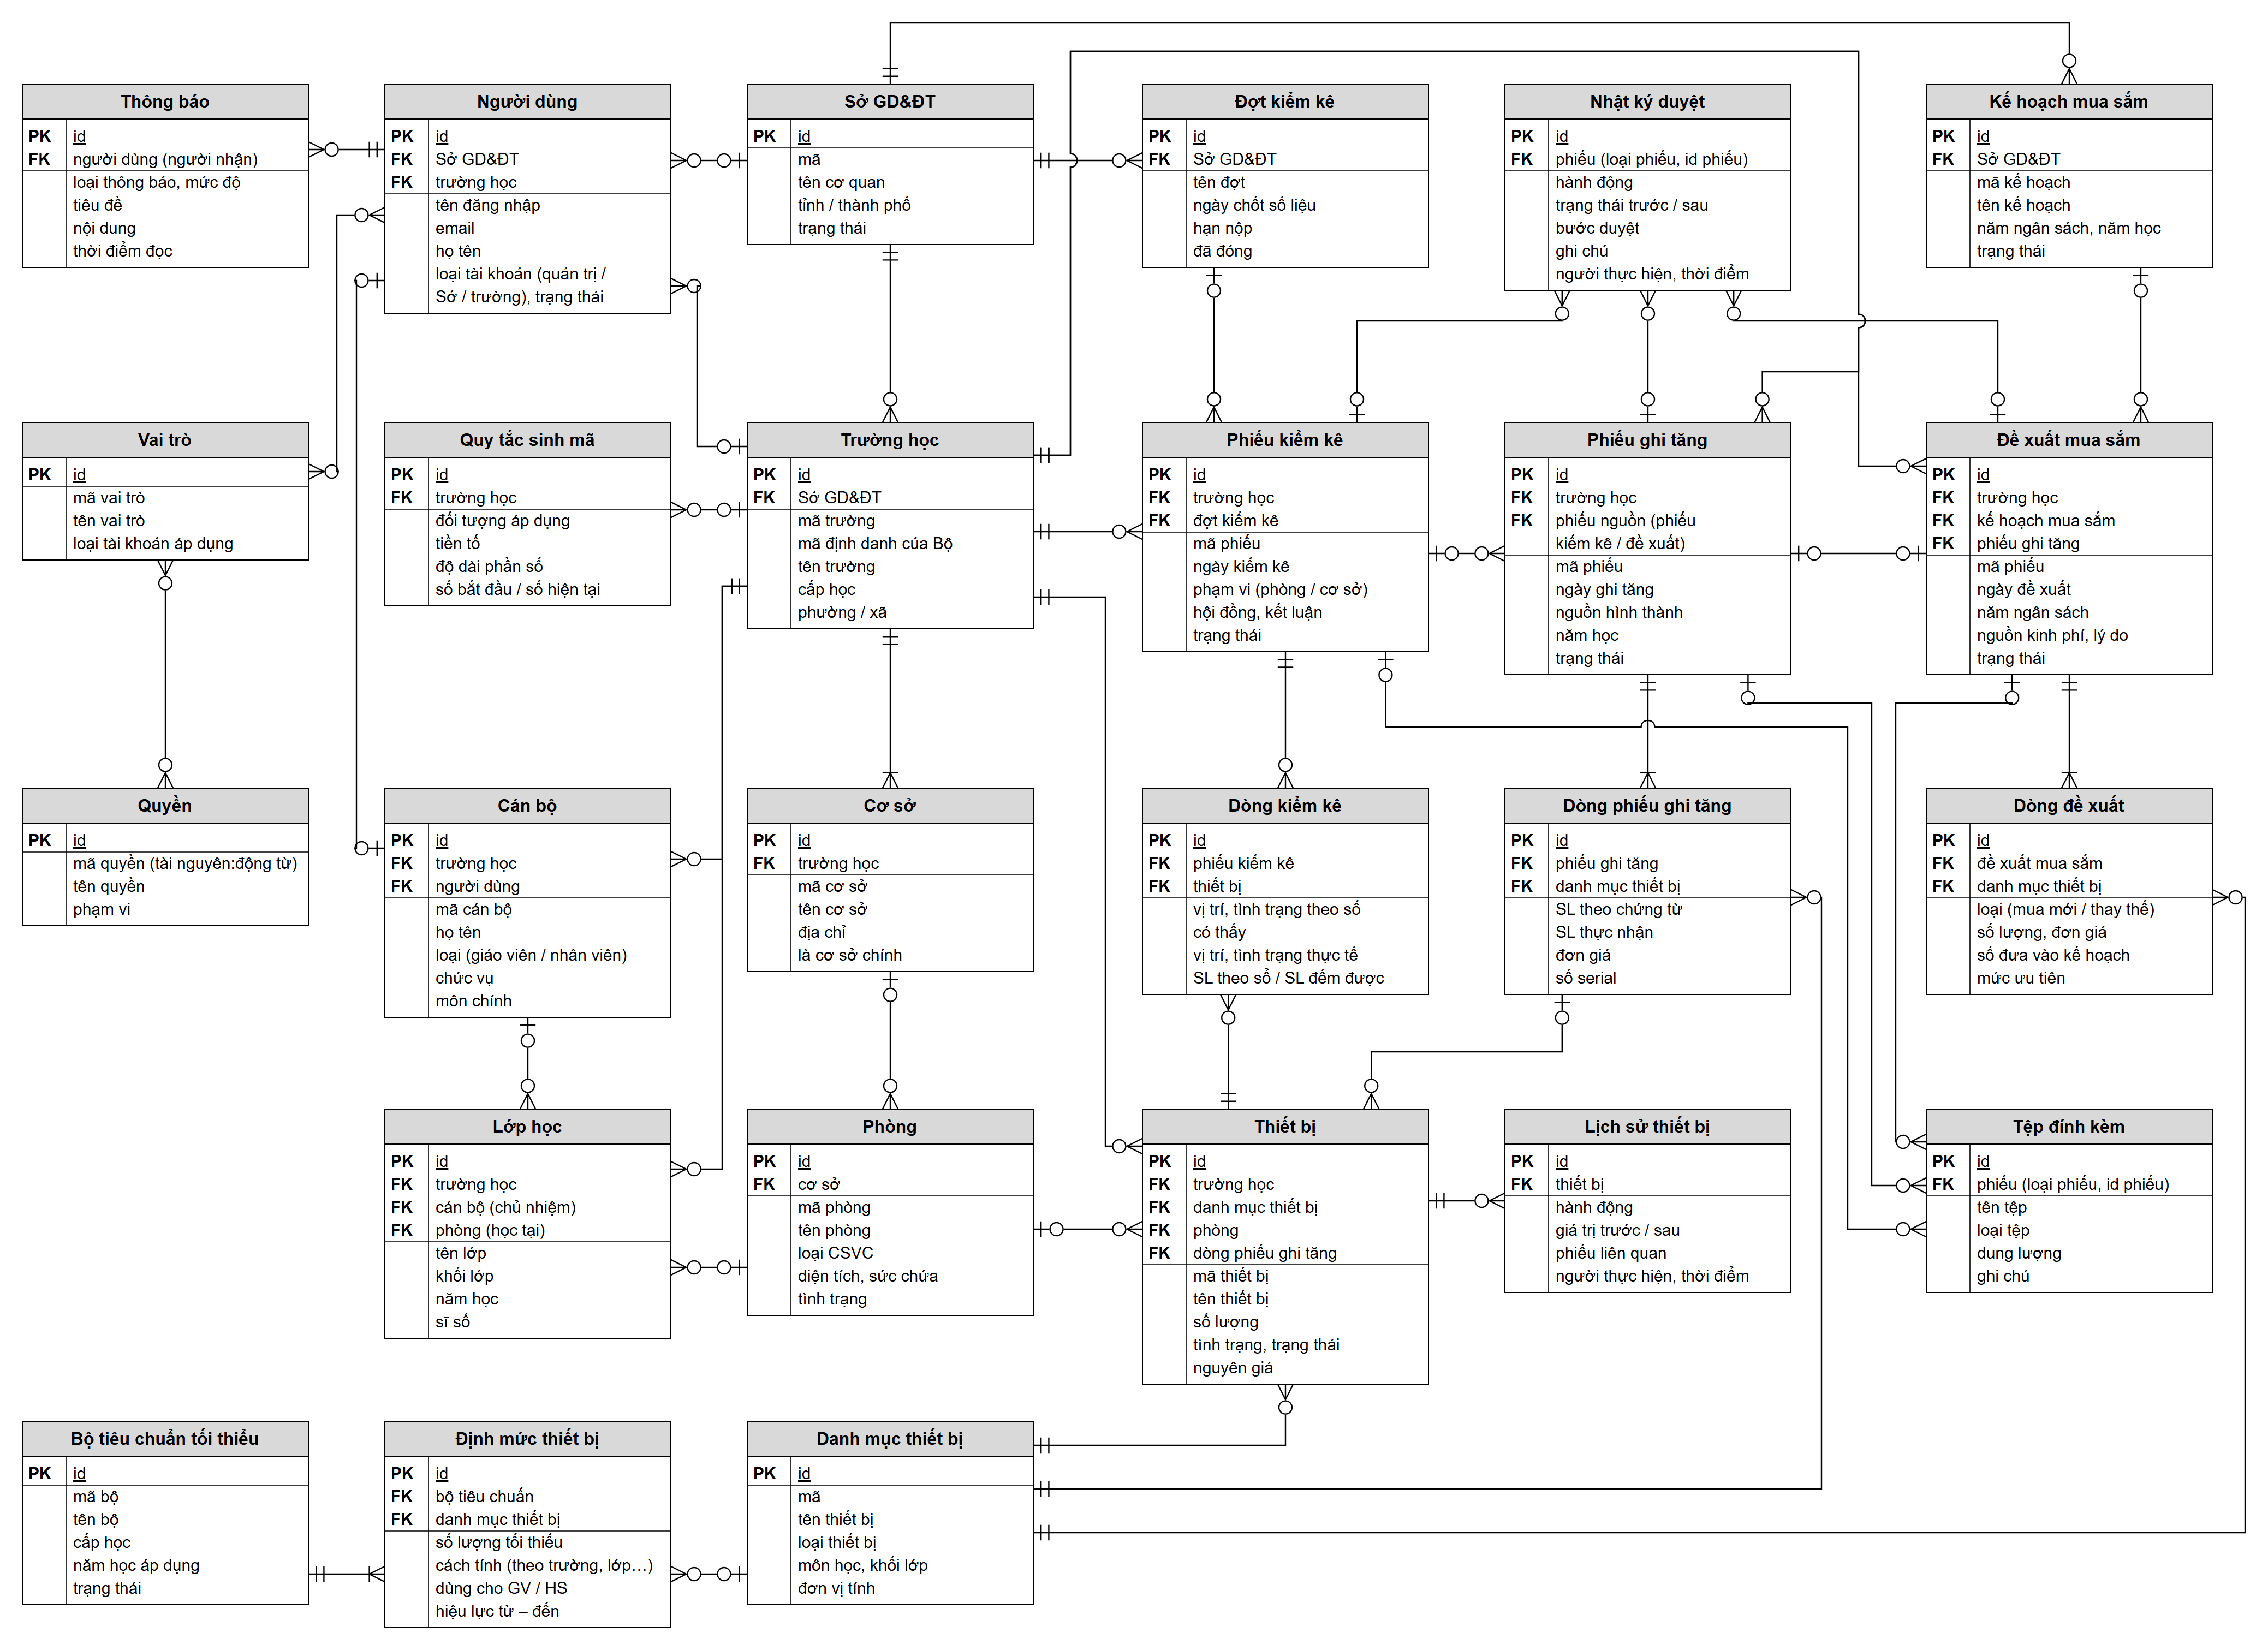 Thông báo
PK id
FK người dùng (người nhận)
loại thông báo, mức độ
tiêu đề
nội dung
thời điểm đọc
Người dùng
PK id
FK Sở GD&ĐT
FK trường học
tên đăng nhập
email
họ tên
loại tài khoản (quản trị /
Sở / trường), trạng thái
Sở GD&ĐT
PK id
mã
tên cơ quan
tỉnh / thành phố
trạng thái
Đợt kiểm kê
PK id
FK Sở GD&ĐT
tên đợt
ngày chốt số liệu
hạn nộp
đã đóng
Nhật ký duyệt
PK id
FK phiếu (loại phiếu, id phiếu)
hành động
trạng thái trước / sau
bước duyệt
ghi chú
người thực hiện, thời điểm
Kế hoạch mua sắm
PK id
FK Sở GD&ĐT
mã kế hoạch
tên kế hoạch
năm ngân sách, năm học
trạng thái
Vai trò
PK id
mã vai trò
tên vai trò
loại tài khoản áp dụng
Quy tắc sinh mã
PK id
FK trường học
đối tượng áp dụng
tiền tố
độ dài phần số
số bắt đầu / số hiện tại
Trường học
PK id
FK Sở GD&ĐT
mã trường
mã định danh của Bộ
tên trường
cấp học
phường / xã
Phiếu kiểm kê
PK id
FK trường học
FK đợt kiểm kê
mã phiếu
ngày kiểm kê
phạm vi (phòng / cơ sở)
hội đồng, kết luận
trạng thái
Phiếu ghi tăng
PK id
FK trường học
FK phiếu nguồn (phiếu
kiểm kê / đề xuất)
mã phiếu
ngày ghi tăng
nguồn hình thành
năm học
trạng thái
Đề xuất mua sắm
PK id
FK trường học
FK kế hoạch mua sắm
FK phiếu ghi tăng
mã phiếu
ngày đề xuất
năm ngân sách
nguồn kinh phí, lý do
trạng thái
Quyền
PK id
mã quyền (tài nguyên:động từ)
tên quyền
phạm vi
Cán bộ
PK id
FK trường học
FK người dùng
mã cán bộ
họ tên
loại (giáo viên / nhân viên)
chức vụ
môn chính
Cơ sở
PK id
FK trường học
mã cơ sở
tên cơ sở
địa chỉ
là cơ sở chính
Dòng kiểm kê
PK id
FK phiếu kiểm kê
FK thiết bị
vị trí, tình trạng theo sổ
có thấy
vị trí, tình trạng thực tế
SL theo sổ / SL đếm được
Dòng phiếu ghi tăng
PK id
FK phiếu ghi tăng
FK danh mục thiết bị
SL theo chứng từ
SL thực nhận
đơn giá
số serial
Dòng đề xuất
PK id
FK đề xuất mua sắm
FK danh mục thiết bị
loại (mua mới / thay thế)
số lượng, đơn giá
số đưa vào kế hoạch
mức ưu tiên
Lớp học
PK id
FK trường học
FK cán bộ (chủ nhiệm)
FK phòng (học tại)
tên lớp
khối lớp
năm học
sĩ số
Phòng
PK id
FK cơ sở
mã phòng
tên phòng
loại CSVC
diện tích, sức chứa
tình trạng
Thiết bị
PK id
FK trường học
FK danh mục thiết bị
FK phòng
FK dòng phiếu ghi tăng
mã thiết bị
tên thiết bị
số lượng
tình trạng, trạng thái
nguyên giá
Lịch sử thiết bị
PK id
FK thiết bị
hành động
giá trị trước / sau
phiếu liên quan
người thực hiện, thời điểm
Tệp đính kèm
PK id
FK phiếu (loại phiếu, id phiếu)
tên tệp
loại tệp
dung lượng
ghi chú
Bộ tiêu chuẩn tối thiểu
PK id
mã bộ
tên bộ
cấp học
năm học áp dụng
trạng thái
Định mức thiết bị
PK id
FK bộ tiêu chuẩn
FK danh mục thiết bị
số lượng tối thiểu
cách tính (theo trường, lớp…)
dùng cho GV / HS
hiệu lực từ – đến
Danh mục thiết bị
PK id
mã
tên thiết bị
loại thiết bị
môn học, khối lớp
đơn vị tính